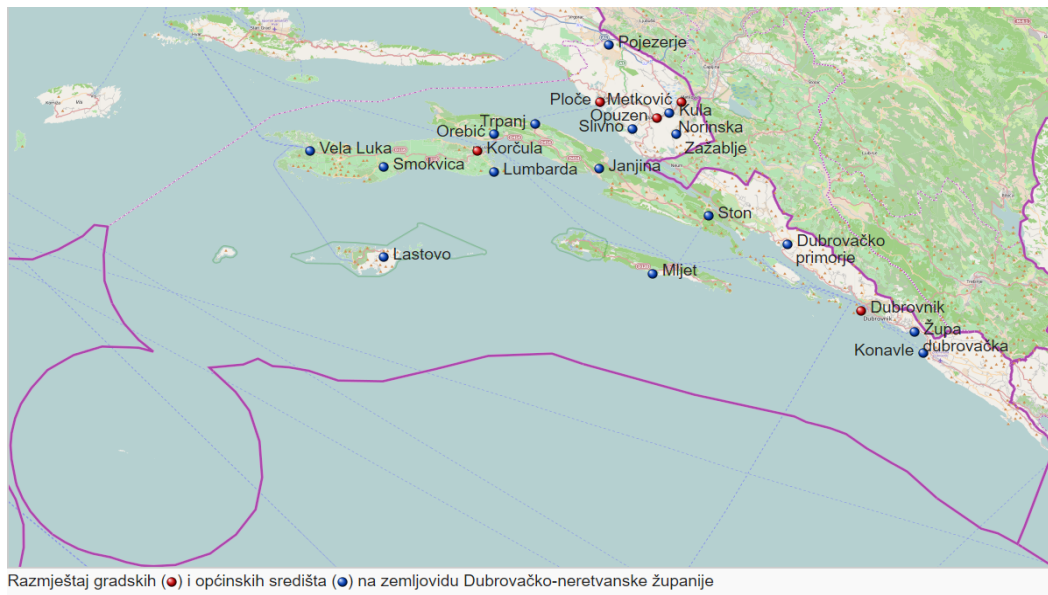 Pojezerje
Ploče
Metković
Opuzen
Kula
Norinska
Slivno
Zažablje
Trpanj
Orebić
Korčula
Vela Luka
Smokvica
Lumbarda
Janjina
Ston
Dubrovačko
primorje
Lastovo
Mljet
Dubrovnik
Dubrovnik
Župa
dubrovačka
Konavle
Razmještaj gradskih () i općinskih središta () na zemljovidu Dubrovačko-neretvanske županije